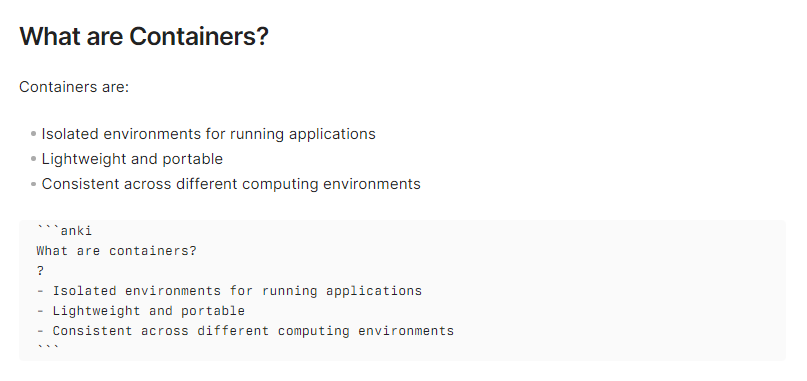 What are Containers?
Containers are:
• Isolated environments for running applications
• Lightweight and portable
• Consistent across different computing environments
```anki
What are containers?
?
- Isolated environments for running applications
- Lightweight and portable
- Consistent across different computing environments
```